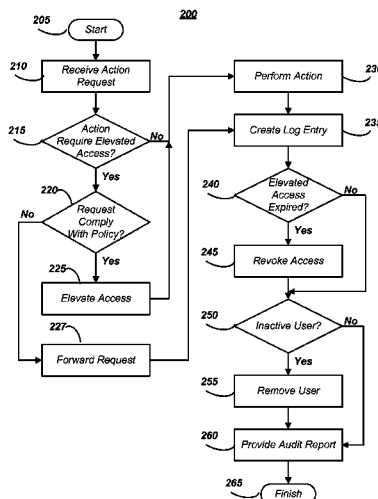 200
205
Start
210
Receive Action
Request
215
Action
Require Elevated
Access?
No
Yes
220
No
Request
Comply
With Policy?
Yes
225
Elevate Access
227
Forward Request
Perform Action
Create Log Entry
235
240
Elevated
Access
Expired?
No
Yes
245
Revoke Access
250
Inactive User?
No
Yes
255
Remove User
260
Provide Audit Report
265
Finish